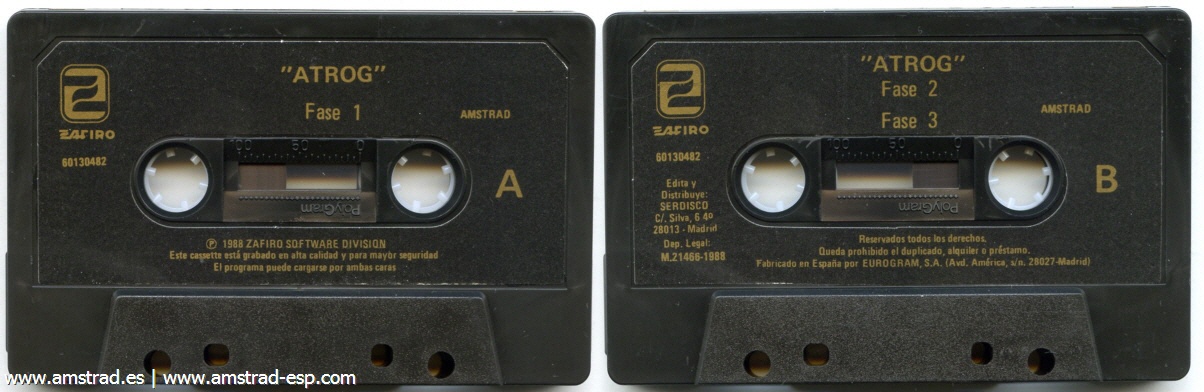 "ATROG"
Fase 1
ZAFIRO
AMSTRAD
60130482
100 50 0
PolyGram
A
Ⓟ 1988 ZAFIRO SOFTWARE DIVISION
Este cassette está grabado en alta calidad y para mayor seguridad
El programa puede cargarse por ambas caras
"ATROG"
Fase 2
Fase 3
ZAFIRO
AMSTRAD
60130482
100 50 0
PolyGram
B
Edita y
Distribuye:
SERDISCO
C/. Silva, 6 4º
28013 - Madrid
Dep. Legal:
M.21466-1988
Reservados todos los derechos.
Queda prohibido el duplicado, alquiler o préstamo.
Fabricado en España por EUROGRAM, S.A. (Avd. América, s/n. 28027-Madrid)
www.amstrad.es | www.amstrad-esp.com